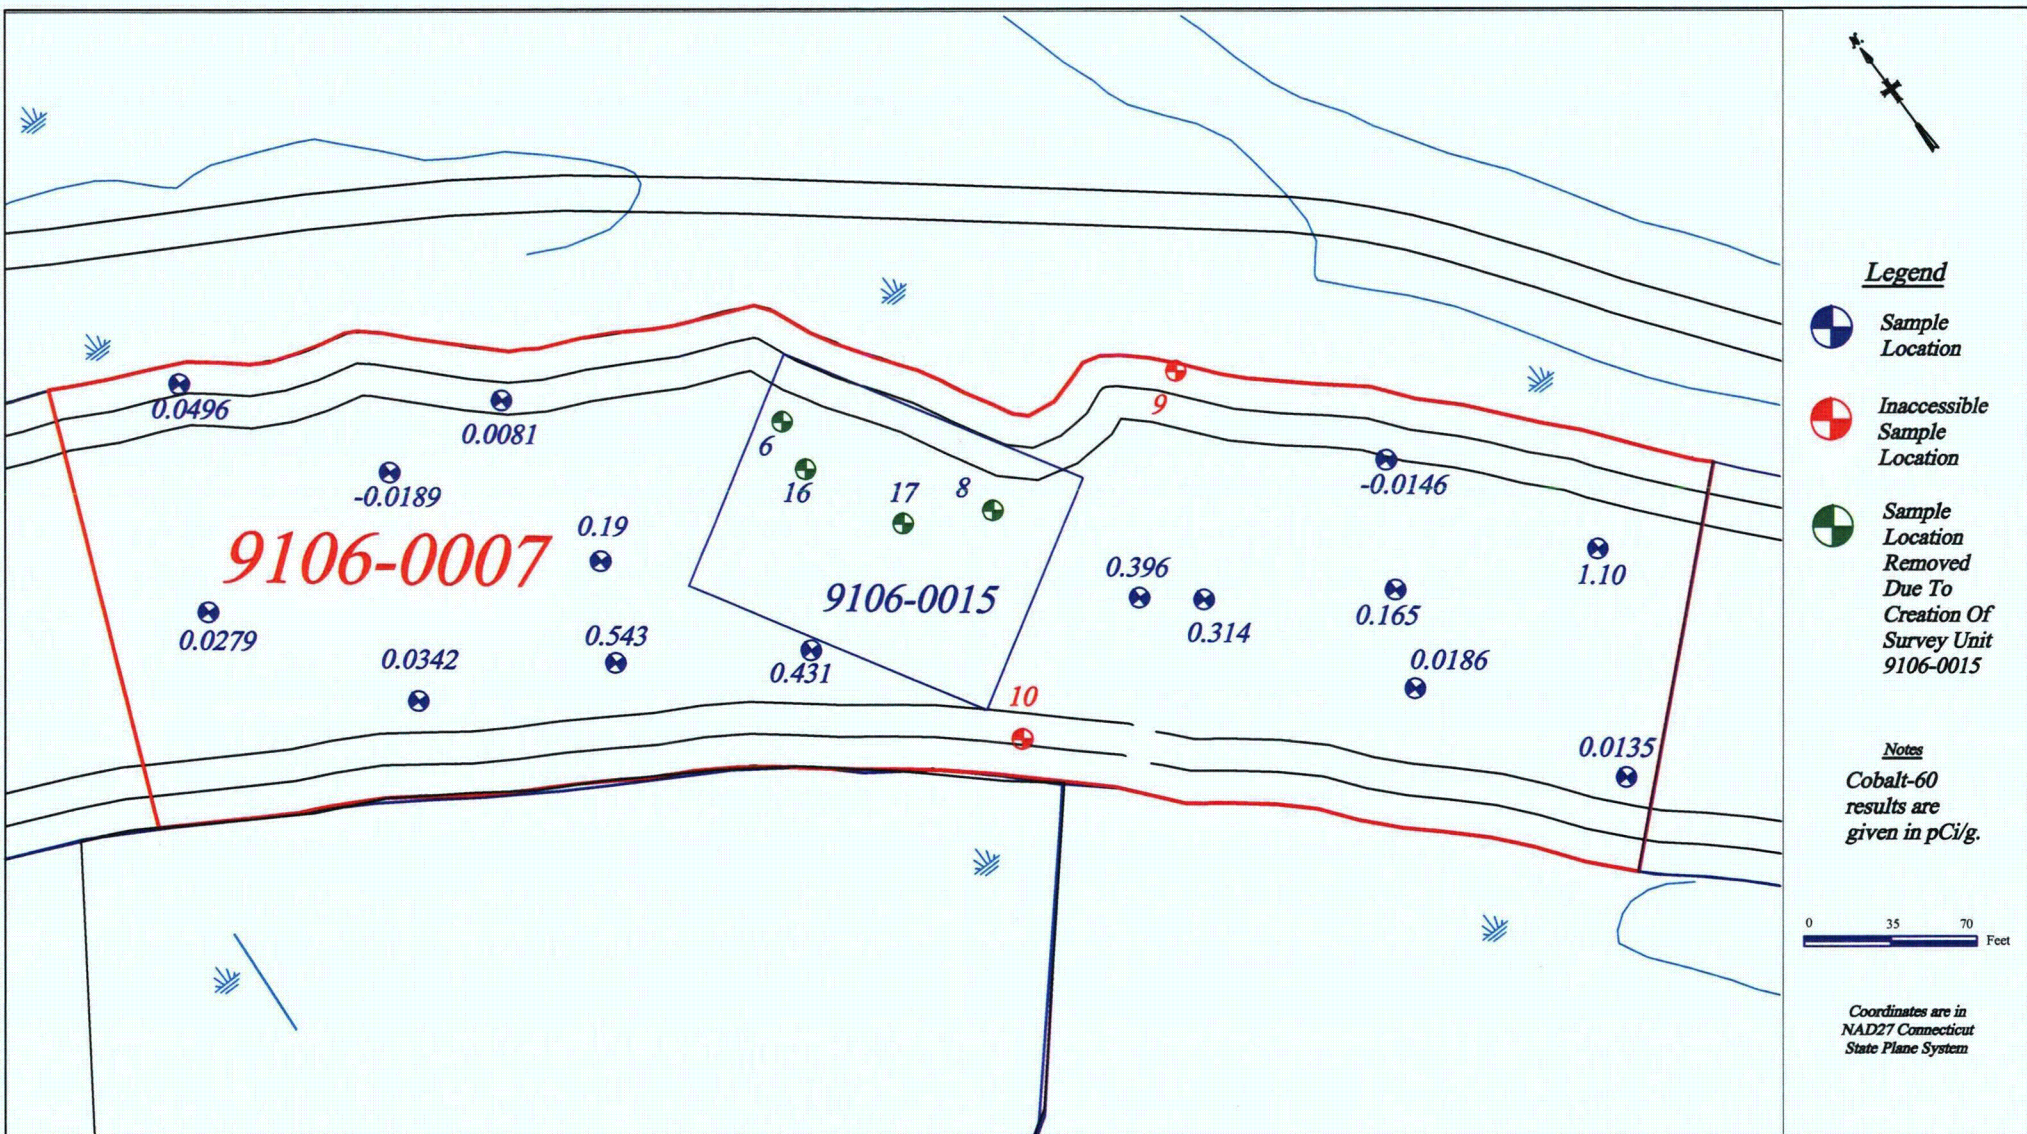 N.
0.0496
0.0081
-0.0189
9106-0007
0.19
0.0279
0.0342
0.543
0.431
6
16
17
8
9106-0015
9
10
-0.0146
0.396
0.314
0.165
1.10
0.0186
0.0135
Legend
Sample
Location
Inaccessible
Sample
Location
Sample
Location
Removed
Due To
Creation Of
Survey Unit
9106-0015
Notes
Cobalt-60
results are
given in pCi/g.
0 35 70
Feet
Coordinates are in
NAD27 Connecticut
State Plane System